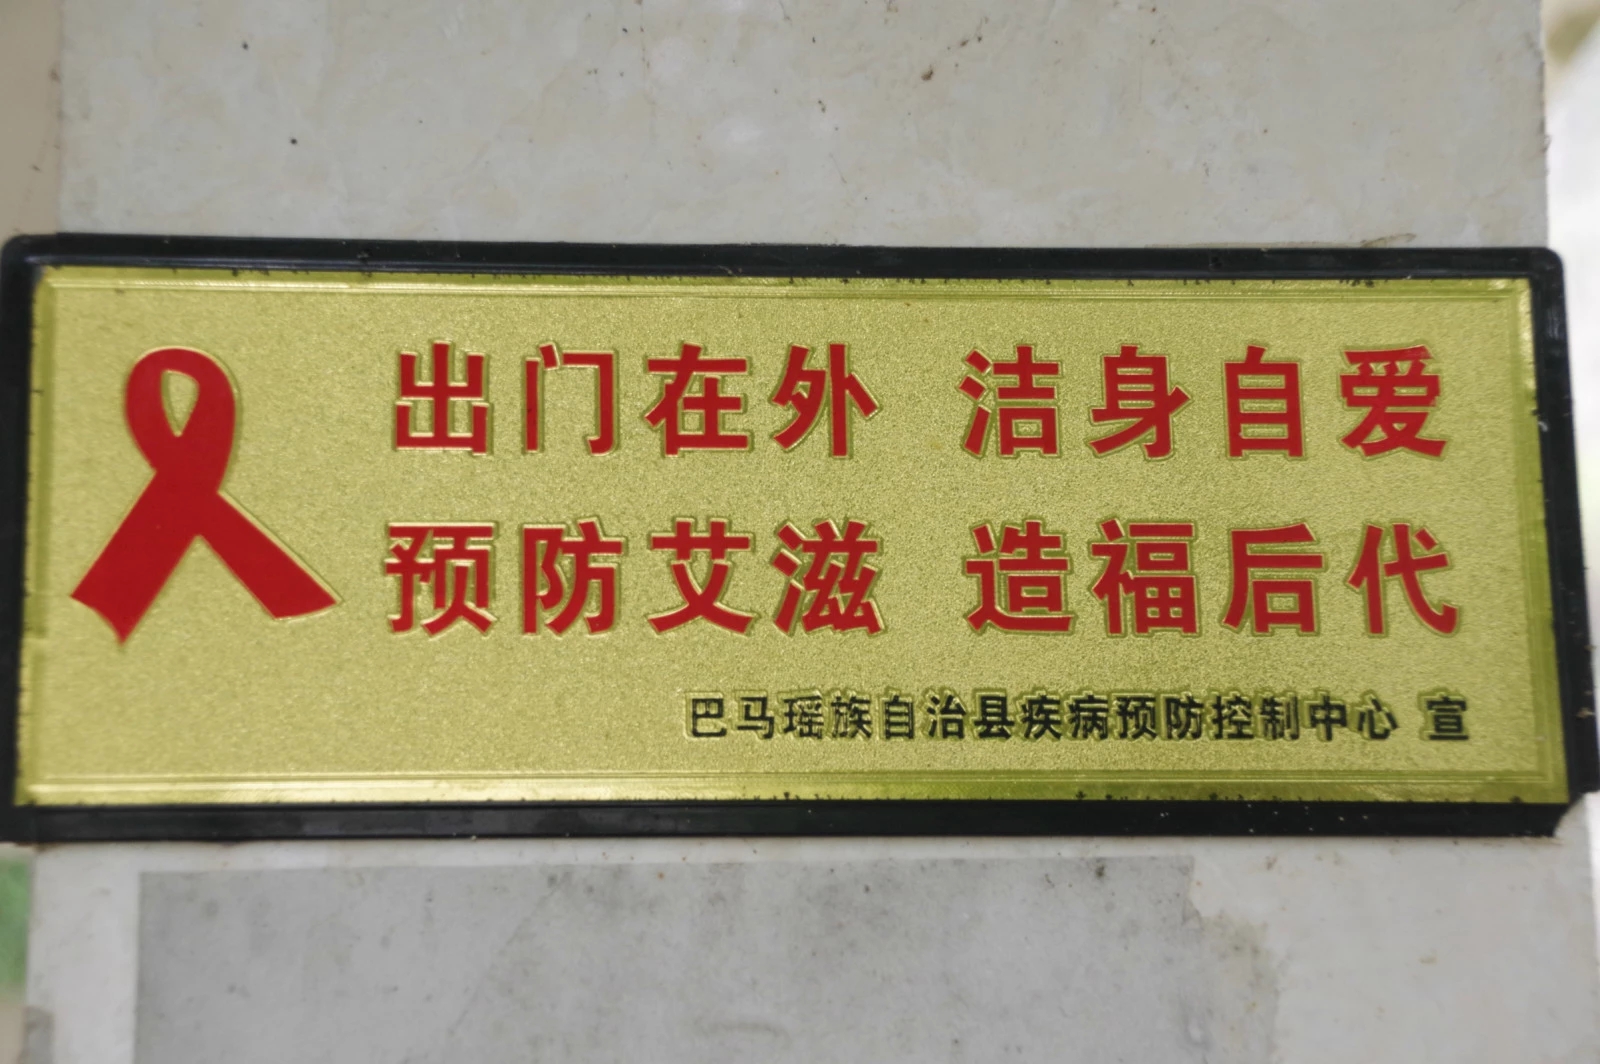 出门在外 洁身自爱
预防艾滋 造福后代
巴马瑶族自治县疾病预防控制中心 宣